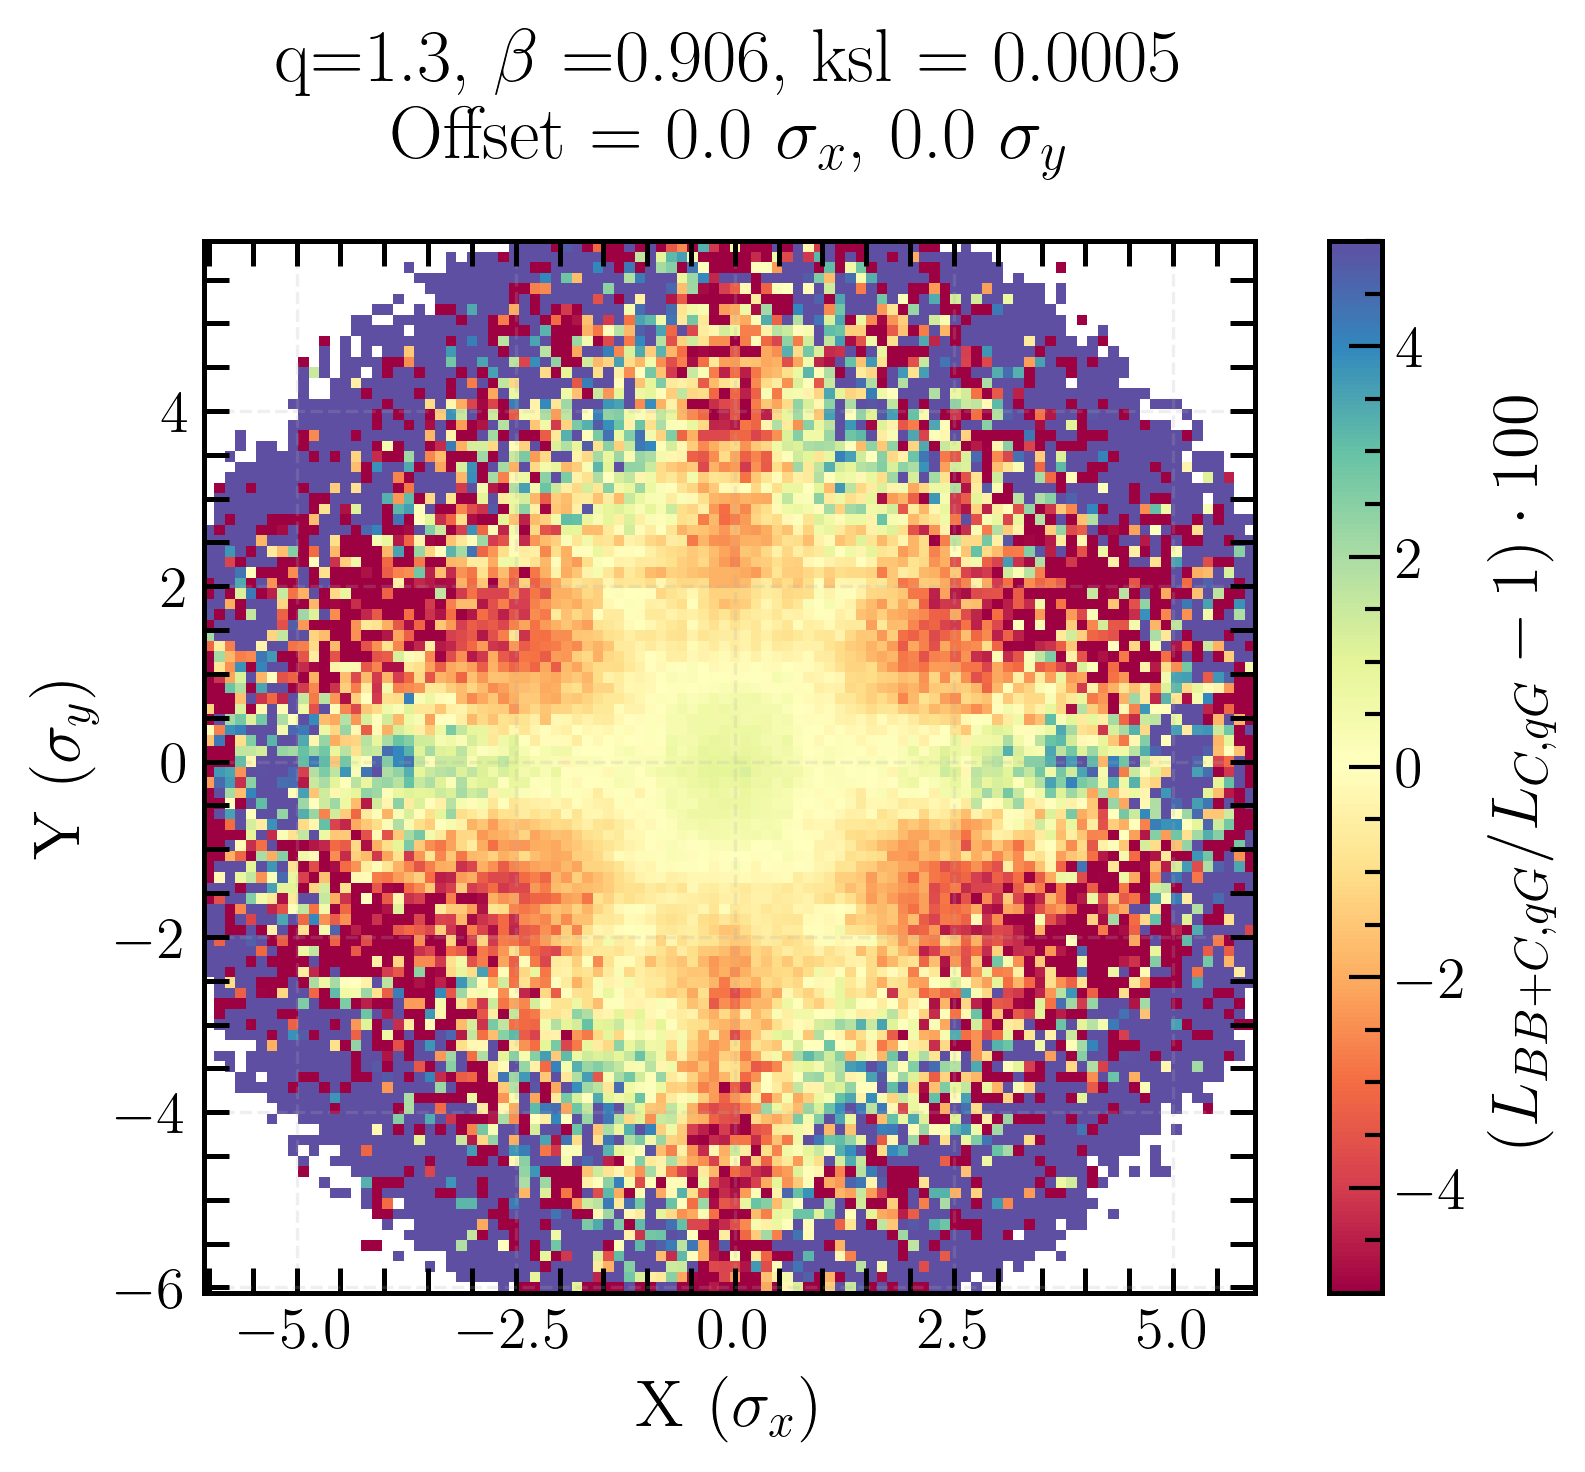 q=1.3, β =0.906, ksl = 0.0005
Offset = 0.0 σ_x, 0.0 σ_y
4
2
0
−2
−4
−6
Y (σ_y)
−5.0 −2.5 0.0 2.5 5.0
X (σ_x)
4
2
0
−2
−4
(L_{BB+C,qG}/L_{C,qG} − 1) · 100